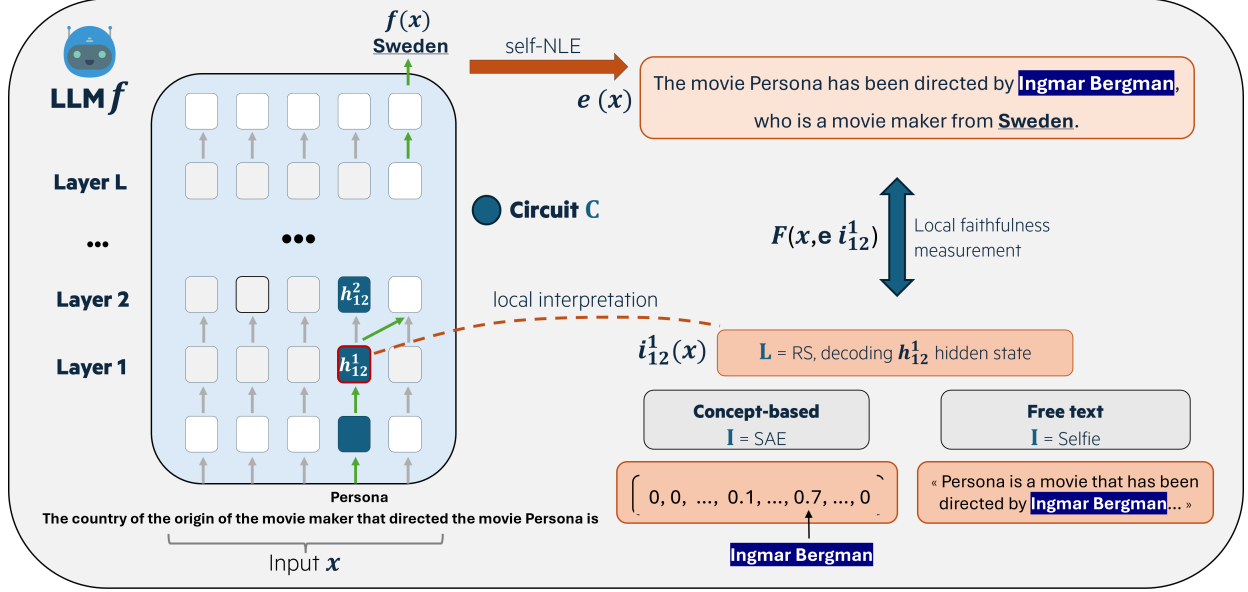 f(x)
Sweden
LLM f
self-NLE
e (x)
The movie Persona has been directed by Ingmar Bergman,
who is a movie maker from Sweden.
Layer L
...
•••
Circuit C
F(x,e i¹₁₂)
Local faithfulness
measurement
Layer 2
h²₁₂
local interpretation
Layer 1
h¹₁₂
i¹₁₂(x)
L = RS, decoding h¹₁₂ hidden state
Concept-based
I = SAE
Free text
I = Selfie
0, 0, ..., 0.1, ..., 0.7, ..., 0
« Persona is a movie that has been
directed by Ingmar Bergman... »
Ingmar Bergman
Persona
The country of the origin of the movie maker that directed the movie Persona is
Input x